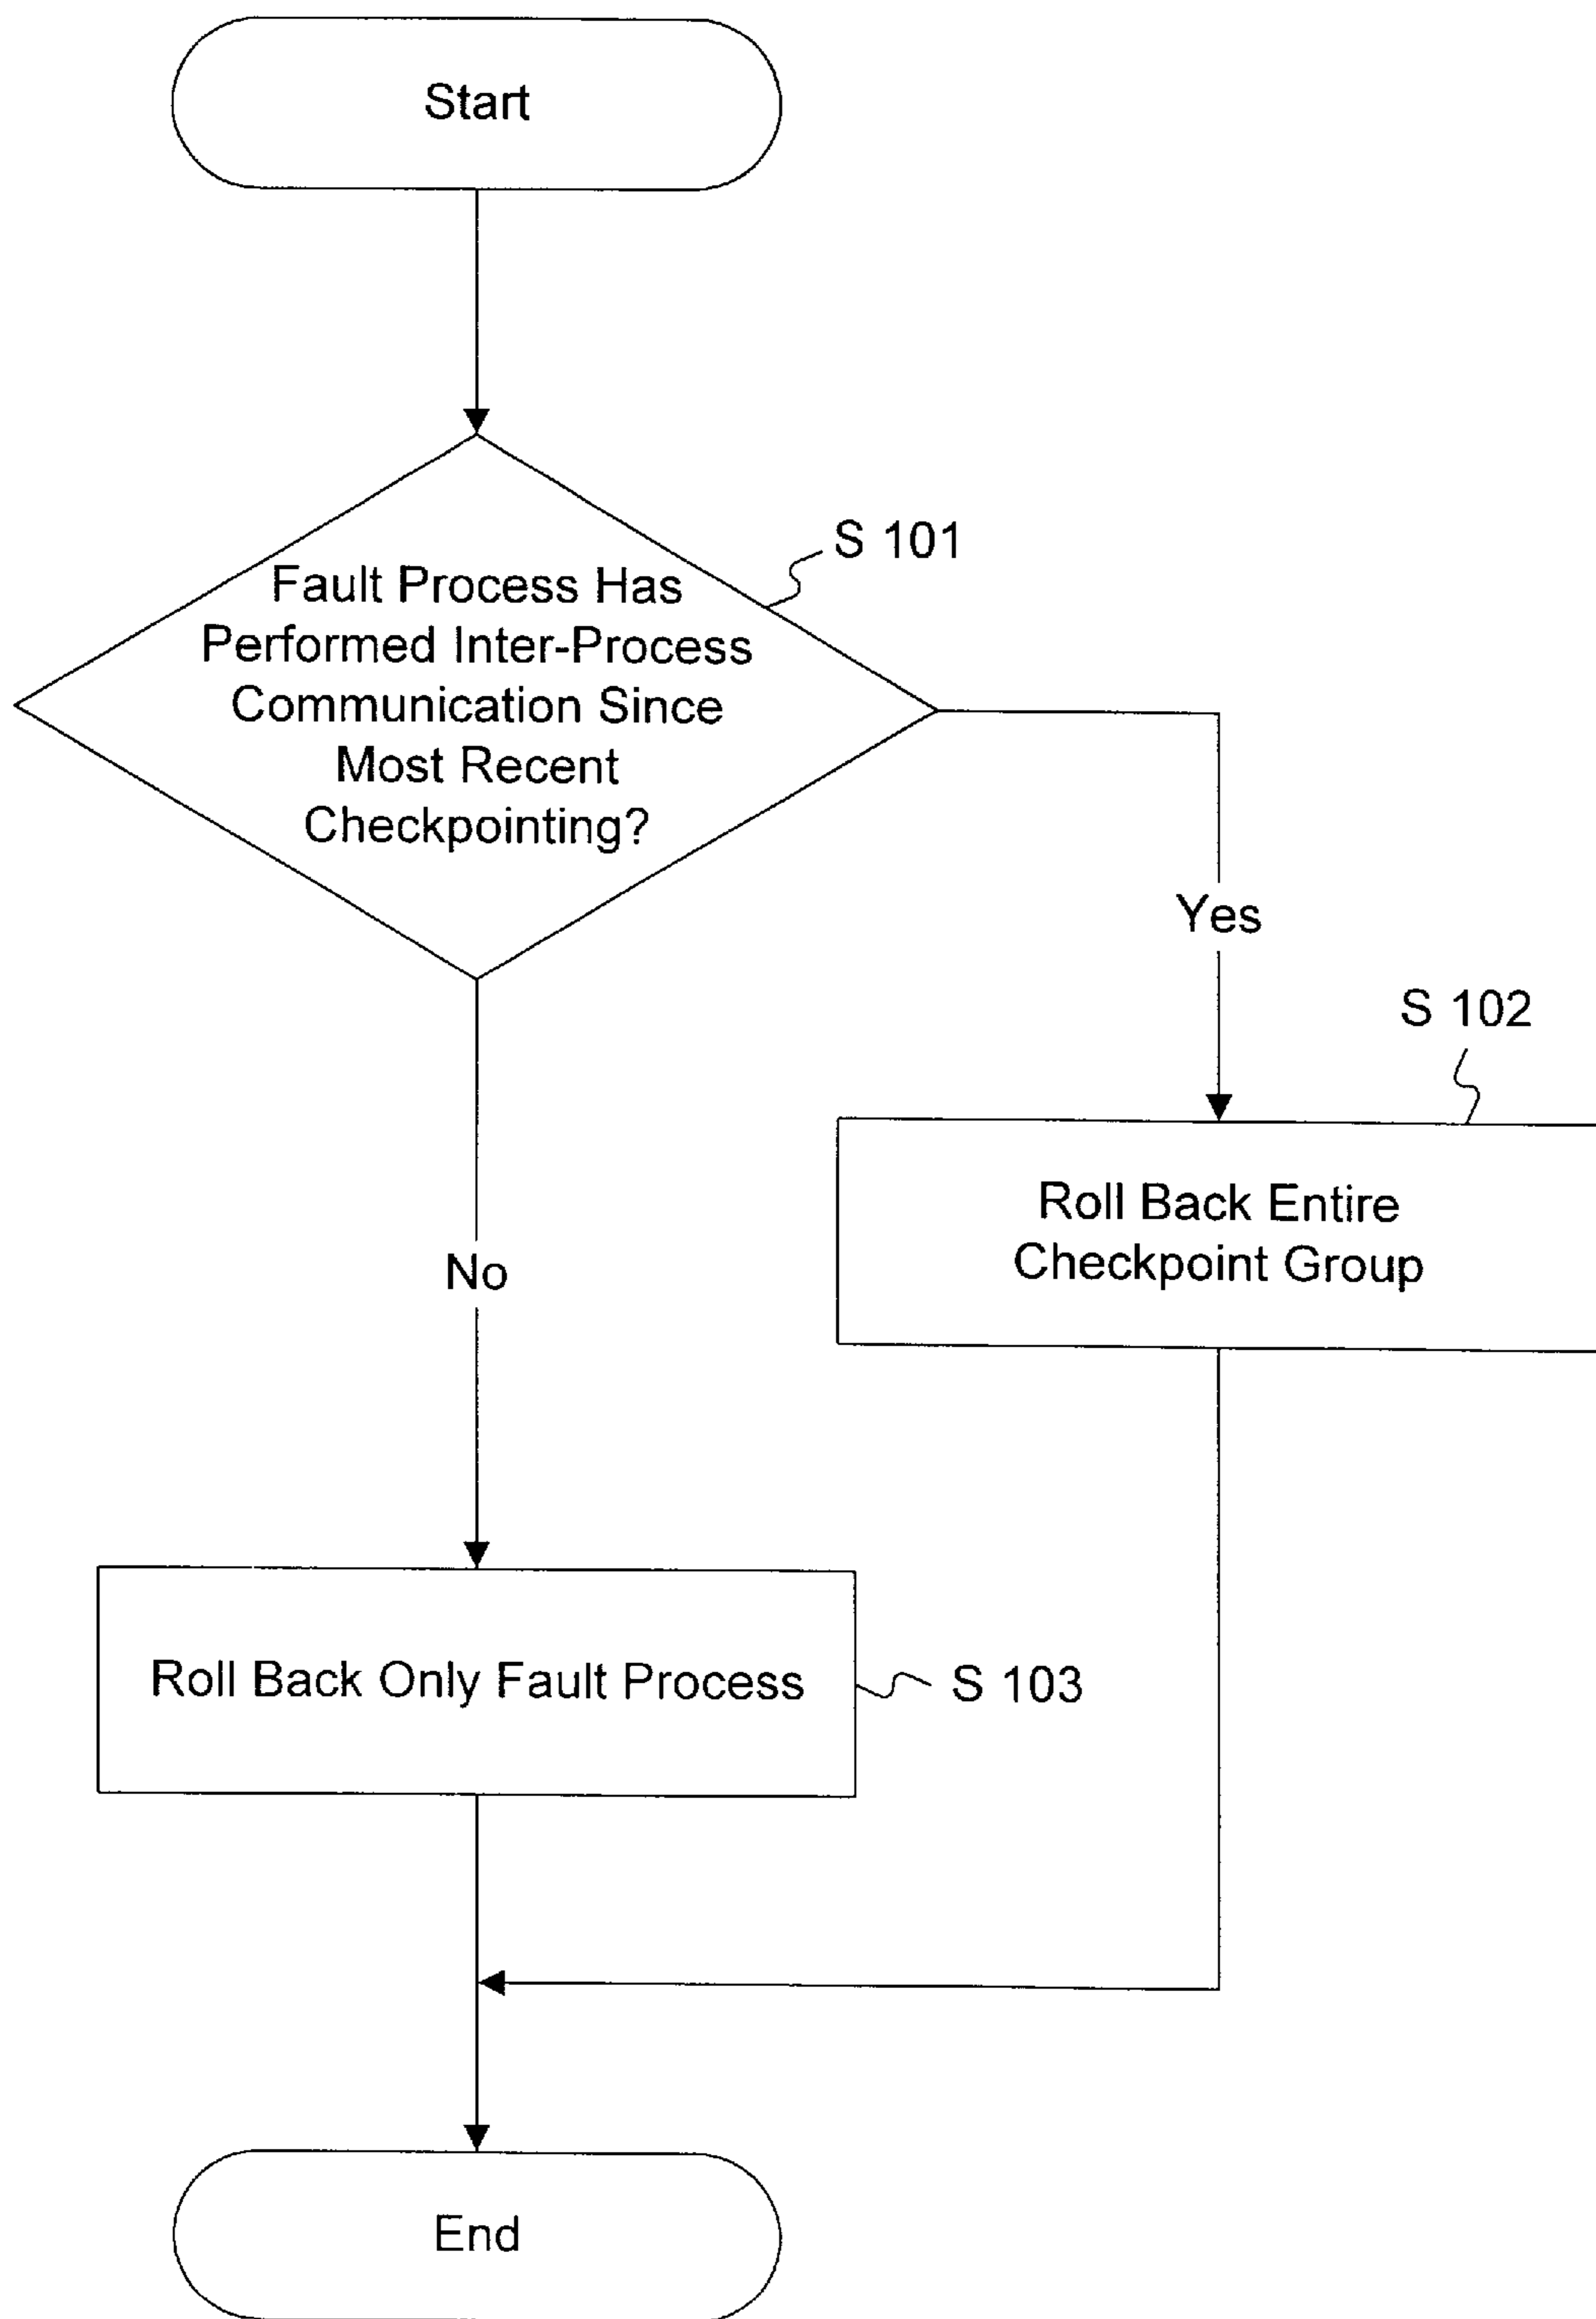 Start
Fault Process Has
Performed Inter-Process
Communication Since
Most Recent
Checkpointing?
S 101
Yes
S 102
Roll Back Entire
Checkpoint Group
No
Roll Back Only Fault Process
S 103
End